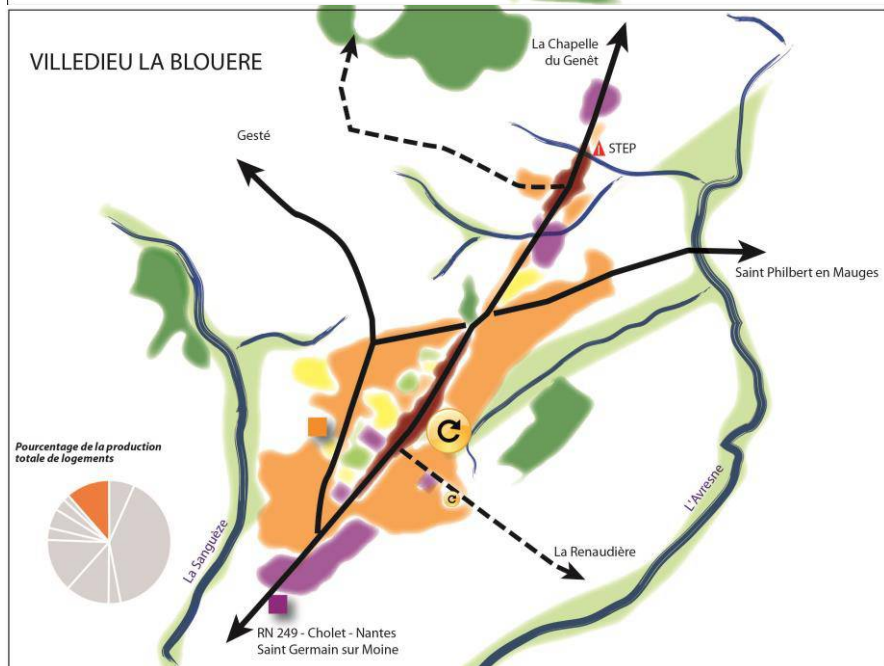 VILLEDIEU LA BLOUERE
La Chapelle
du Genêt
Gesté
STEP
Saint Philbert en Mauges
Pourcentage de la production
totale de logements
La Sanguèze
L'Avresne
La Renaudière
RN 249 - Cholet - Nantes
Saint Germain sur Moine